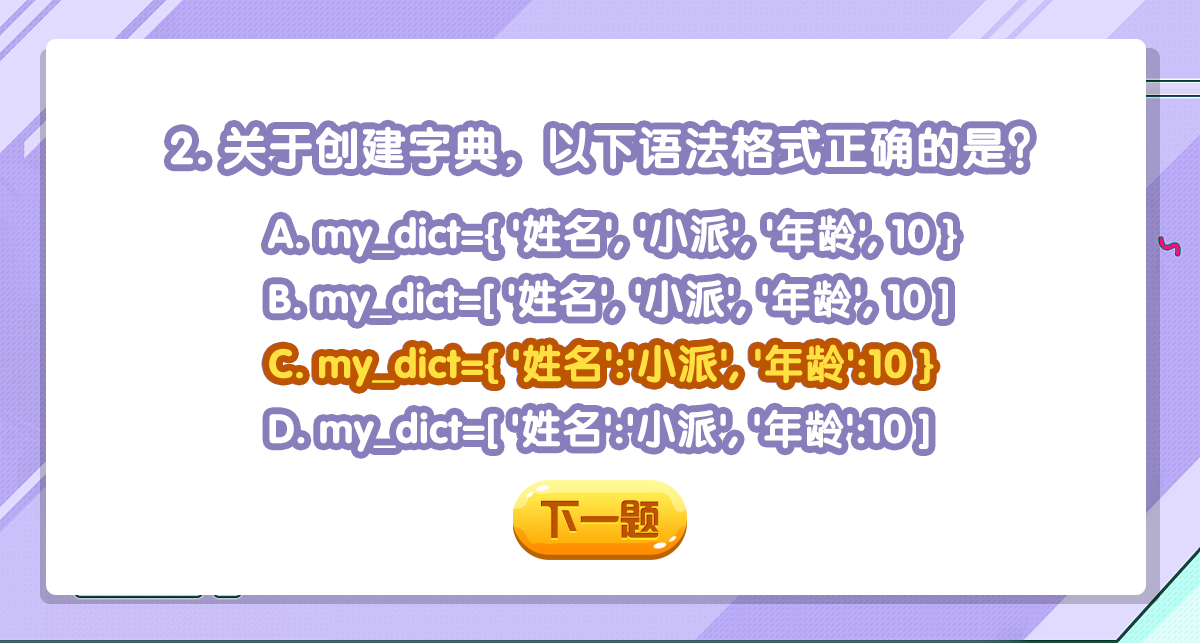 2. 关于创建字典，以下语法格式正确的是？
A. my_dict={ '姓名', '小派', '年龄', 10 }
B. my_dict=[ '姓名', '小派', '年龄', 10 ]
C. my_dict={ '姓名':'小派', '年龄':10 }
D. my_dict=[ '姓名':'小派', '年龄':10 ]
下一题